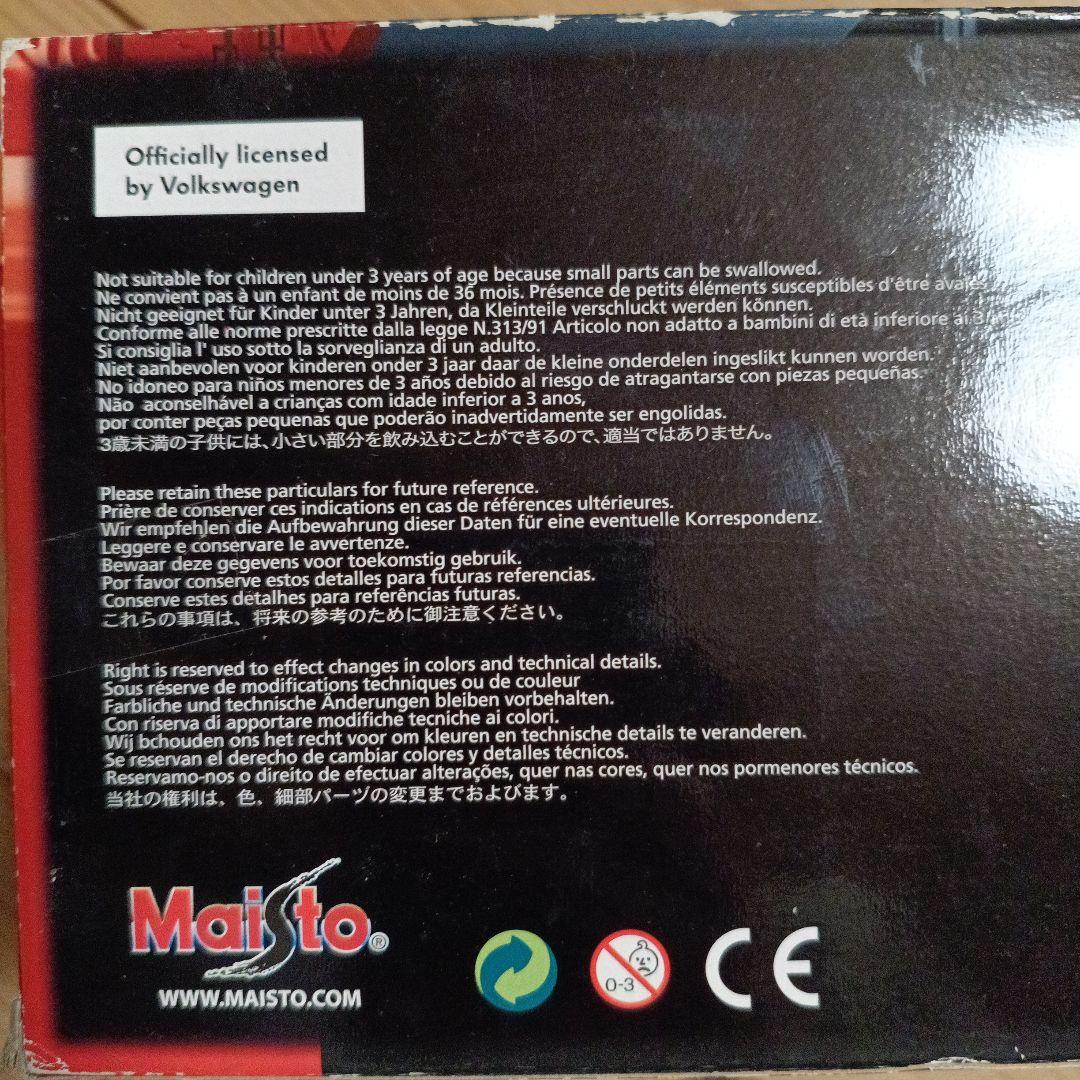 Officially licensed
by Volkswagen
Not suitable for children under 3 years of age because small parts can be swallowed.
Ne convient pas à un enfant de moins de 36 mois. Présence de petits éléments susceptibles d'être
Nicht geeignet für Kinder unter 3 Jahren, da Kleinteile verschluckt werden können.
Conforme alle norme prescritte dalla legge N.313/91 Articolo non adatto a bambini di età inferiore ai 3
Si consiglia l' uso sotto la sorveglianza di un adulto.
Niet aanbevolen voor kinderen onder 3 jaar daar de kleine onderdelen ingeslikt kunnen worden.
No idoneo para niños menores de 3 años debido al riesgo de atragantarse con piezas pequeñas.
Não aconselhável a crianças com idade inferior a 3 anos,
por conter peças pequenas que poderão inadvertidamente ser engolidas.
3歳未満の子供には、小さい部分を飲み込むことができるので、適当ではありません。
Please retain these particulars for future reference.
Prière de conserver ces indications en cas de références ultérieures.
Wir empfehlen die Aufbewahrung dieser Daten für eine eventuelle Korrespondenz.
Leggere e conservare le avvertenze.
Bewaar deze gegevens voor toekomstig gebruik.
Por favor conserve estos detalles para futuras referencias.
Conserve estes detalhes para referências futuras.
これらの事項は、将来の参考のために御注意ください。
Right is reserved to effect changes in colors and technical details.
Sous réserve de modifications techniques ou de couleur
Farbliche und technische Änderungen bleiben vorbehalten.
Con riserva di apportare modifiche tecniche ai colori.
Wij bchouden ons het recht voor om kleuren en technische details te veranderen.
Se reservan el derecho de cambiar colores y detalles técnicos.
Reservamo-nos o direito de efectuar alterações, quer nas cores, quer nos pormenores técnicos.
当社の権利は、色、細部パーツの変更までおよびます。
Maisto®
WWW.MAISTO.COM
0-3
CE